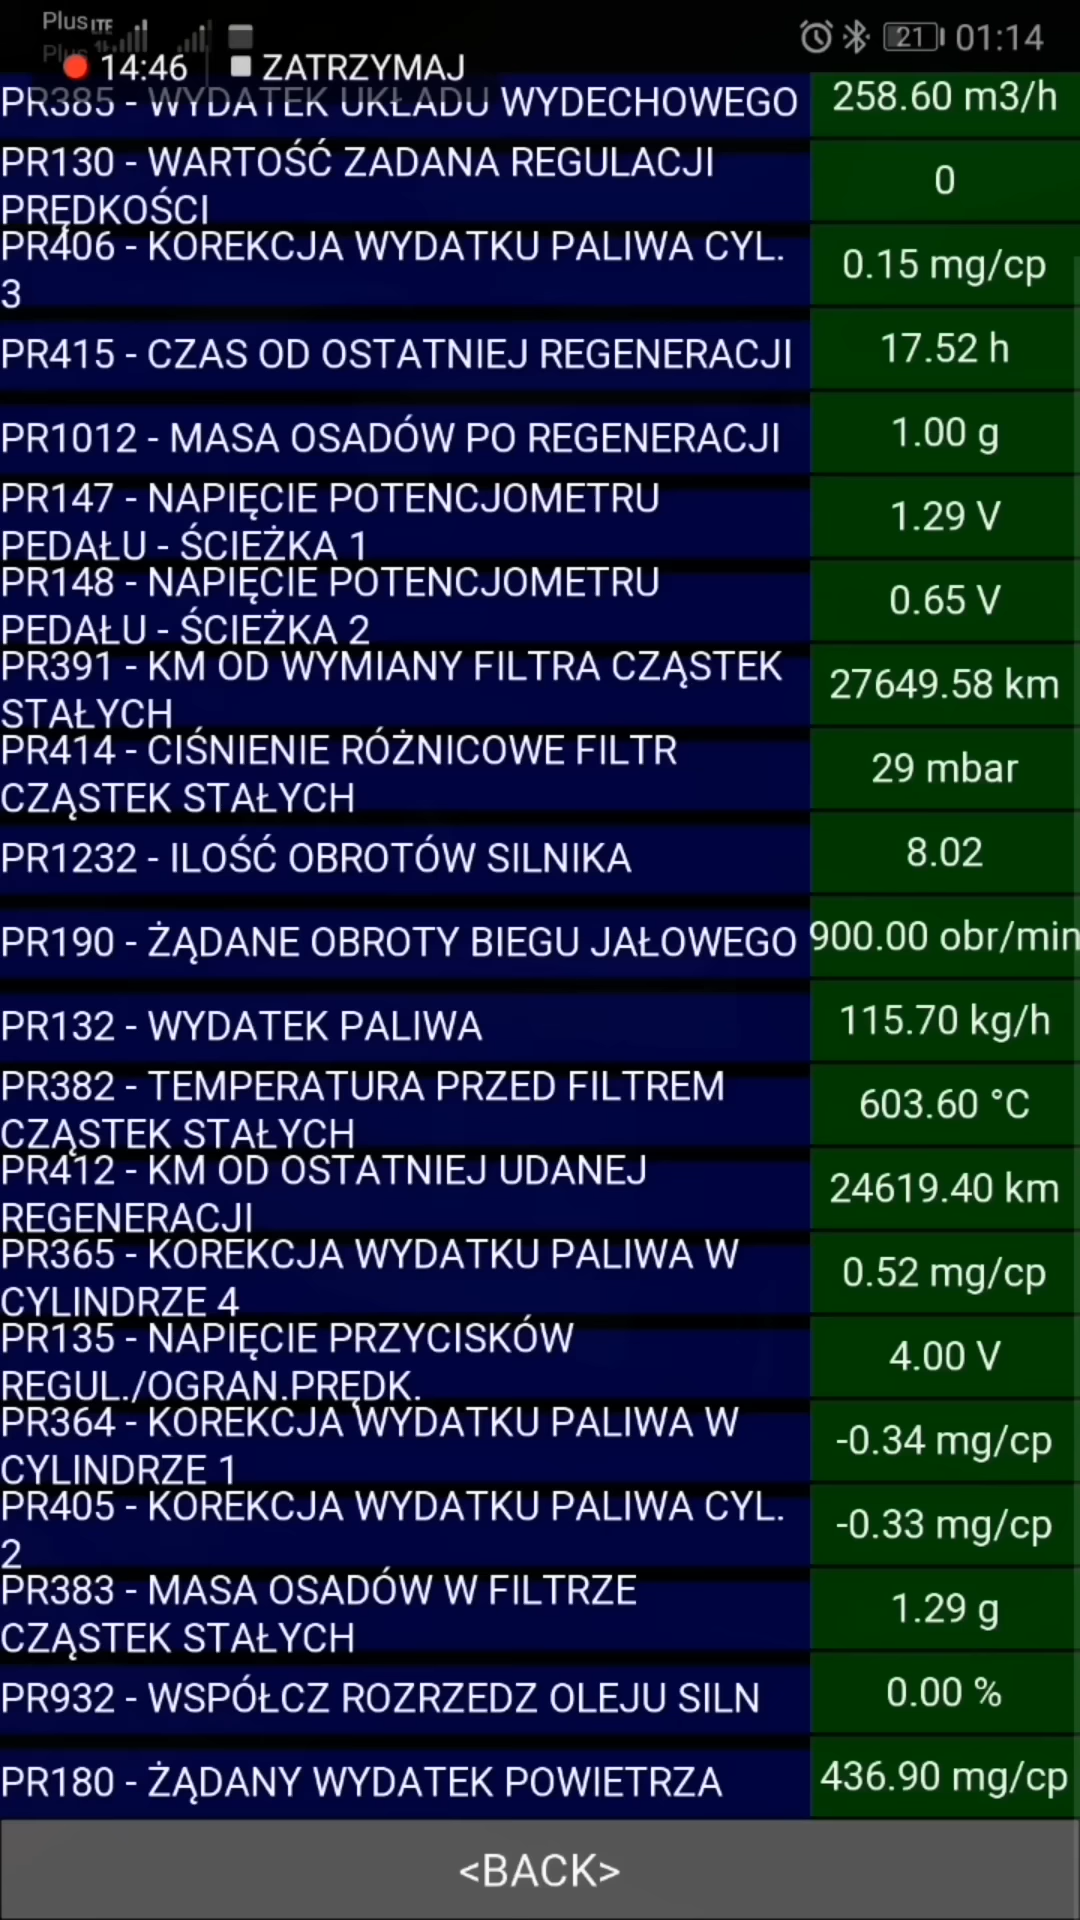 Plus LTE 21 01:14
Plus
14:46 ZATRZYMAJ
PR385 - WYDATEK UKŁADU WYDECHOWEGO 258.60 m3/h
PR130 - WARTOŚĆ ZADANA REGULACJI
PRĘDKOŚCI 0
PR406 - KOREKCJA WYDATKU PALIWA CYL.
3 0.15 mg/cp
PR415 - CZAS OD OSTATNIEJ REGENERACJI 17.52 h
PR1012 - MASA OSADÓW PO REGENERACJI 1.00 g
PR147 - NAPIĘCIE POTENCJOMETRU
PEDAŁU - ŚCIEŻKA 1 1.29 V
PR148 - NAPIĘCIE POTENCJOMETRU
PEDAŁU - ŚCIEŻKA 2 0.65 V
PR391 - KM OD WYMIANY FILTRA CZĄSTEK
STAŁYCH 27649.58 km
PR414 - CIŚNIENIE RÓŻNICOWE FILTR
CZĄSTEK STAŁYCH 29 mbar
PR1232 - ILOŚĆ OBROTÓW SILNIKA 8.02
PR190 - ŻĄDANE OBROTY BIEGU JAŁOWEGO 900.00 obr/min
PR132 - WYDATEK PALIWA 115.70 kg/h
PR382 - TEMPERATURA PRZED FILTREM
CZĄSTEK STAŁYCH 603.60 °C
PR412 - KM OD OSTATNIEJ UDANEJ
REGENERACJI 24619.40 km
PR365 - KOREKCJA WYDATKU PALIWA W
CYLINDRZE 4 0.52 mg/cp
PR135 - NAPIĘCIE PRZYCISKÓW
REGUL./OGRAN.PRĘDK. 4.00 V
PR364 - KOREKCJA WYDATKU PALIWA W
CYLINDRZE 1 -0.34 mg/cp
PR405 - KOREKCJA WYDATKU PALIWA CYL.
2 -0.33 mg/cp
PR383 - MASA OSADÓW W FILTRZE
CZĄSTEK STAŁYCH 1.29 g
PR932 - WSPÓŁCZ ROZRZEDZ OLEJU SILN 0.00 %
PR180 - ŻĄDANY WYDATEK POWIETRZA 436.90 mg/cp
<BACK>